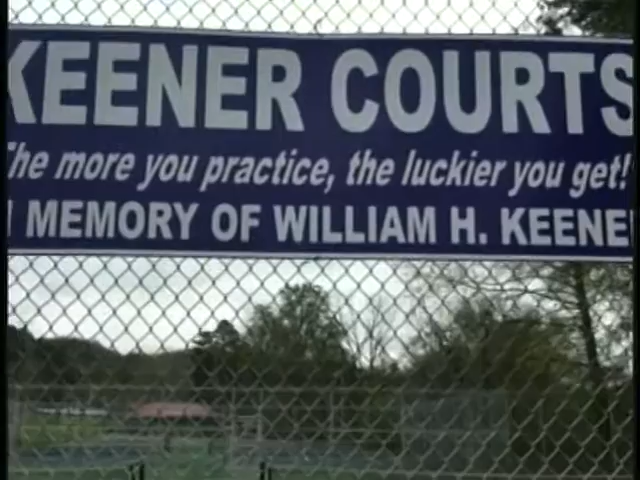 KEENER COURTS
The more you practice, the luckier you get!
MEMORY OF WILLIAM H. KEENE